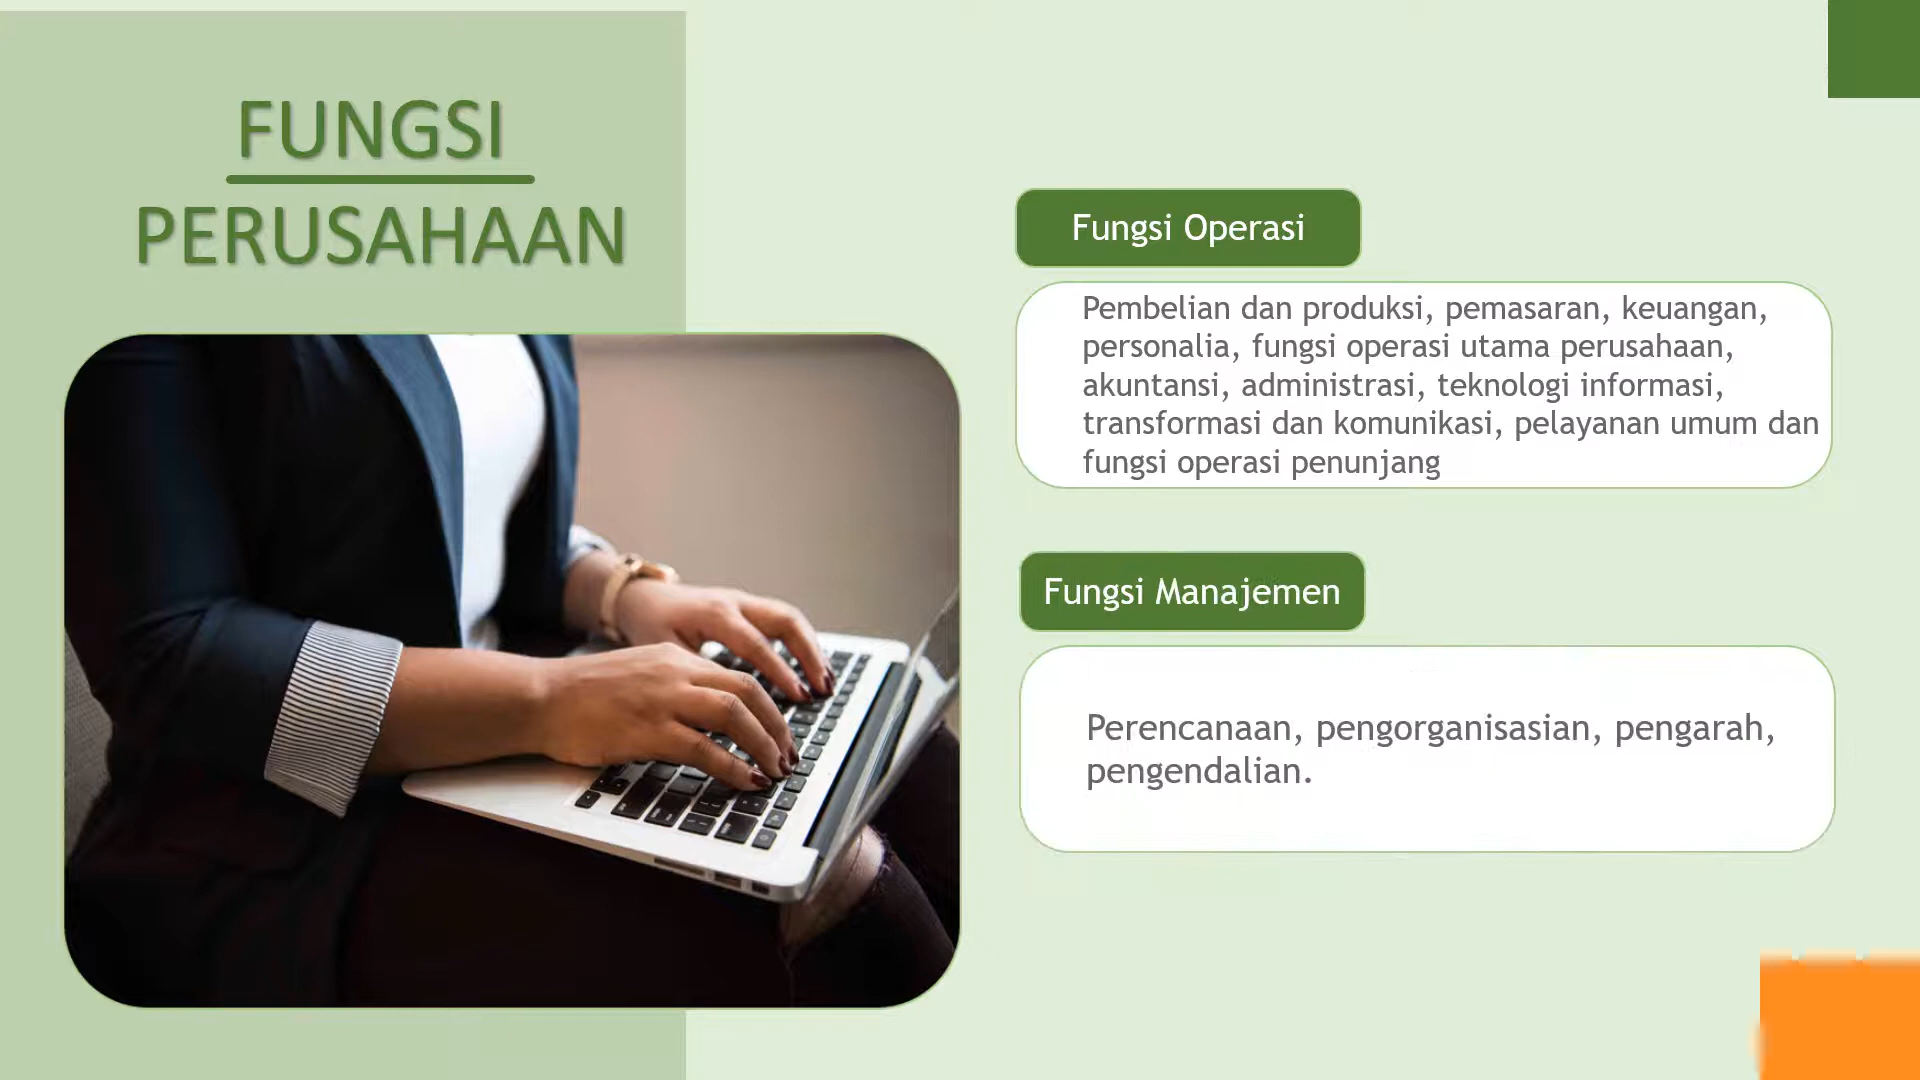 FUNGSI
PERUSAHAAN
Fungsi Operasi
Pembelian dan produksi, pemasaran, keuangan,
personalia, fungsi operasi utama perusahaan,
akuntansi, administrasi, teknologi informasi,
transformasi dan komunikasi, pelayanan umum dan
fungsi operasi penunjang
Fungsi Manajemen
Perencanaan, pengorganisasian, pengarah,
pengendalian.